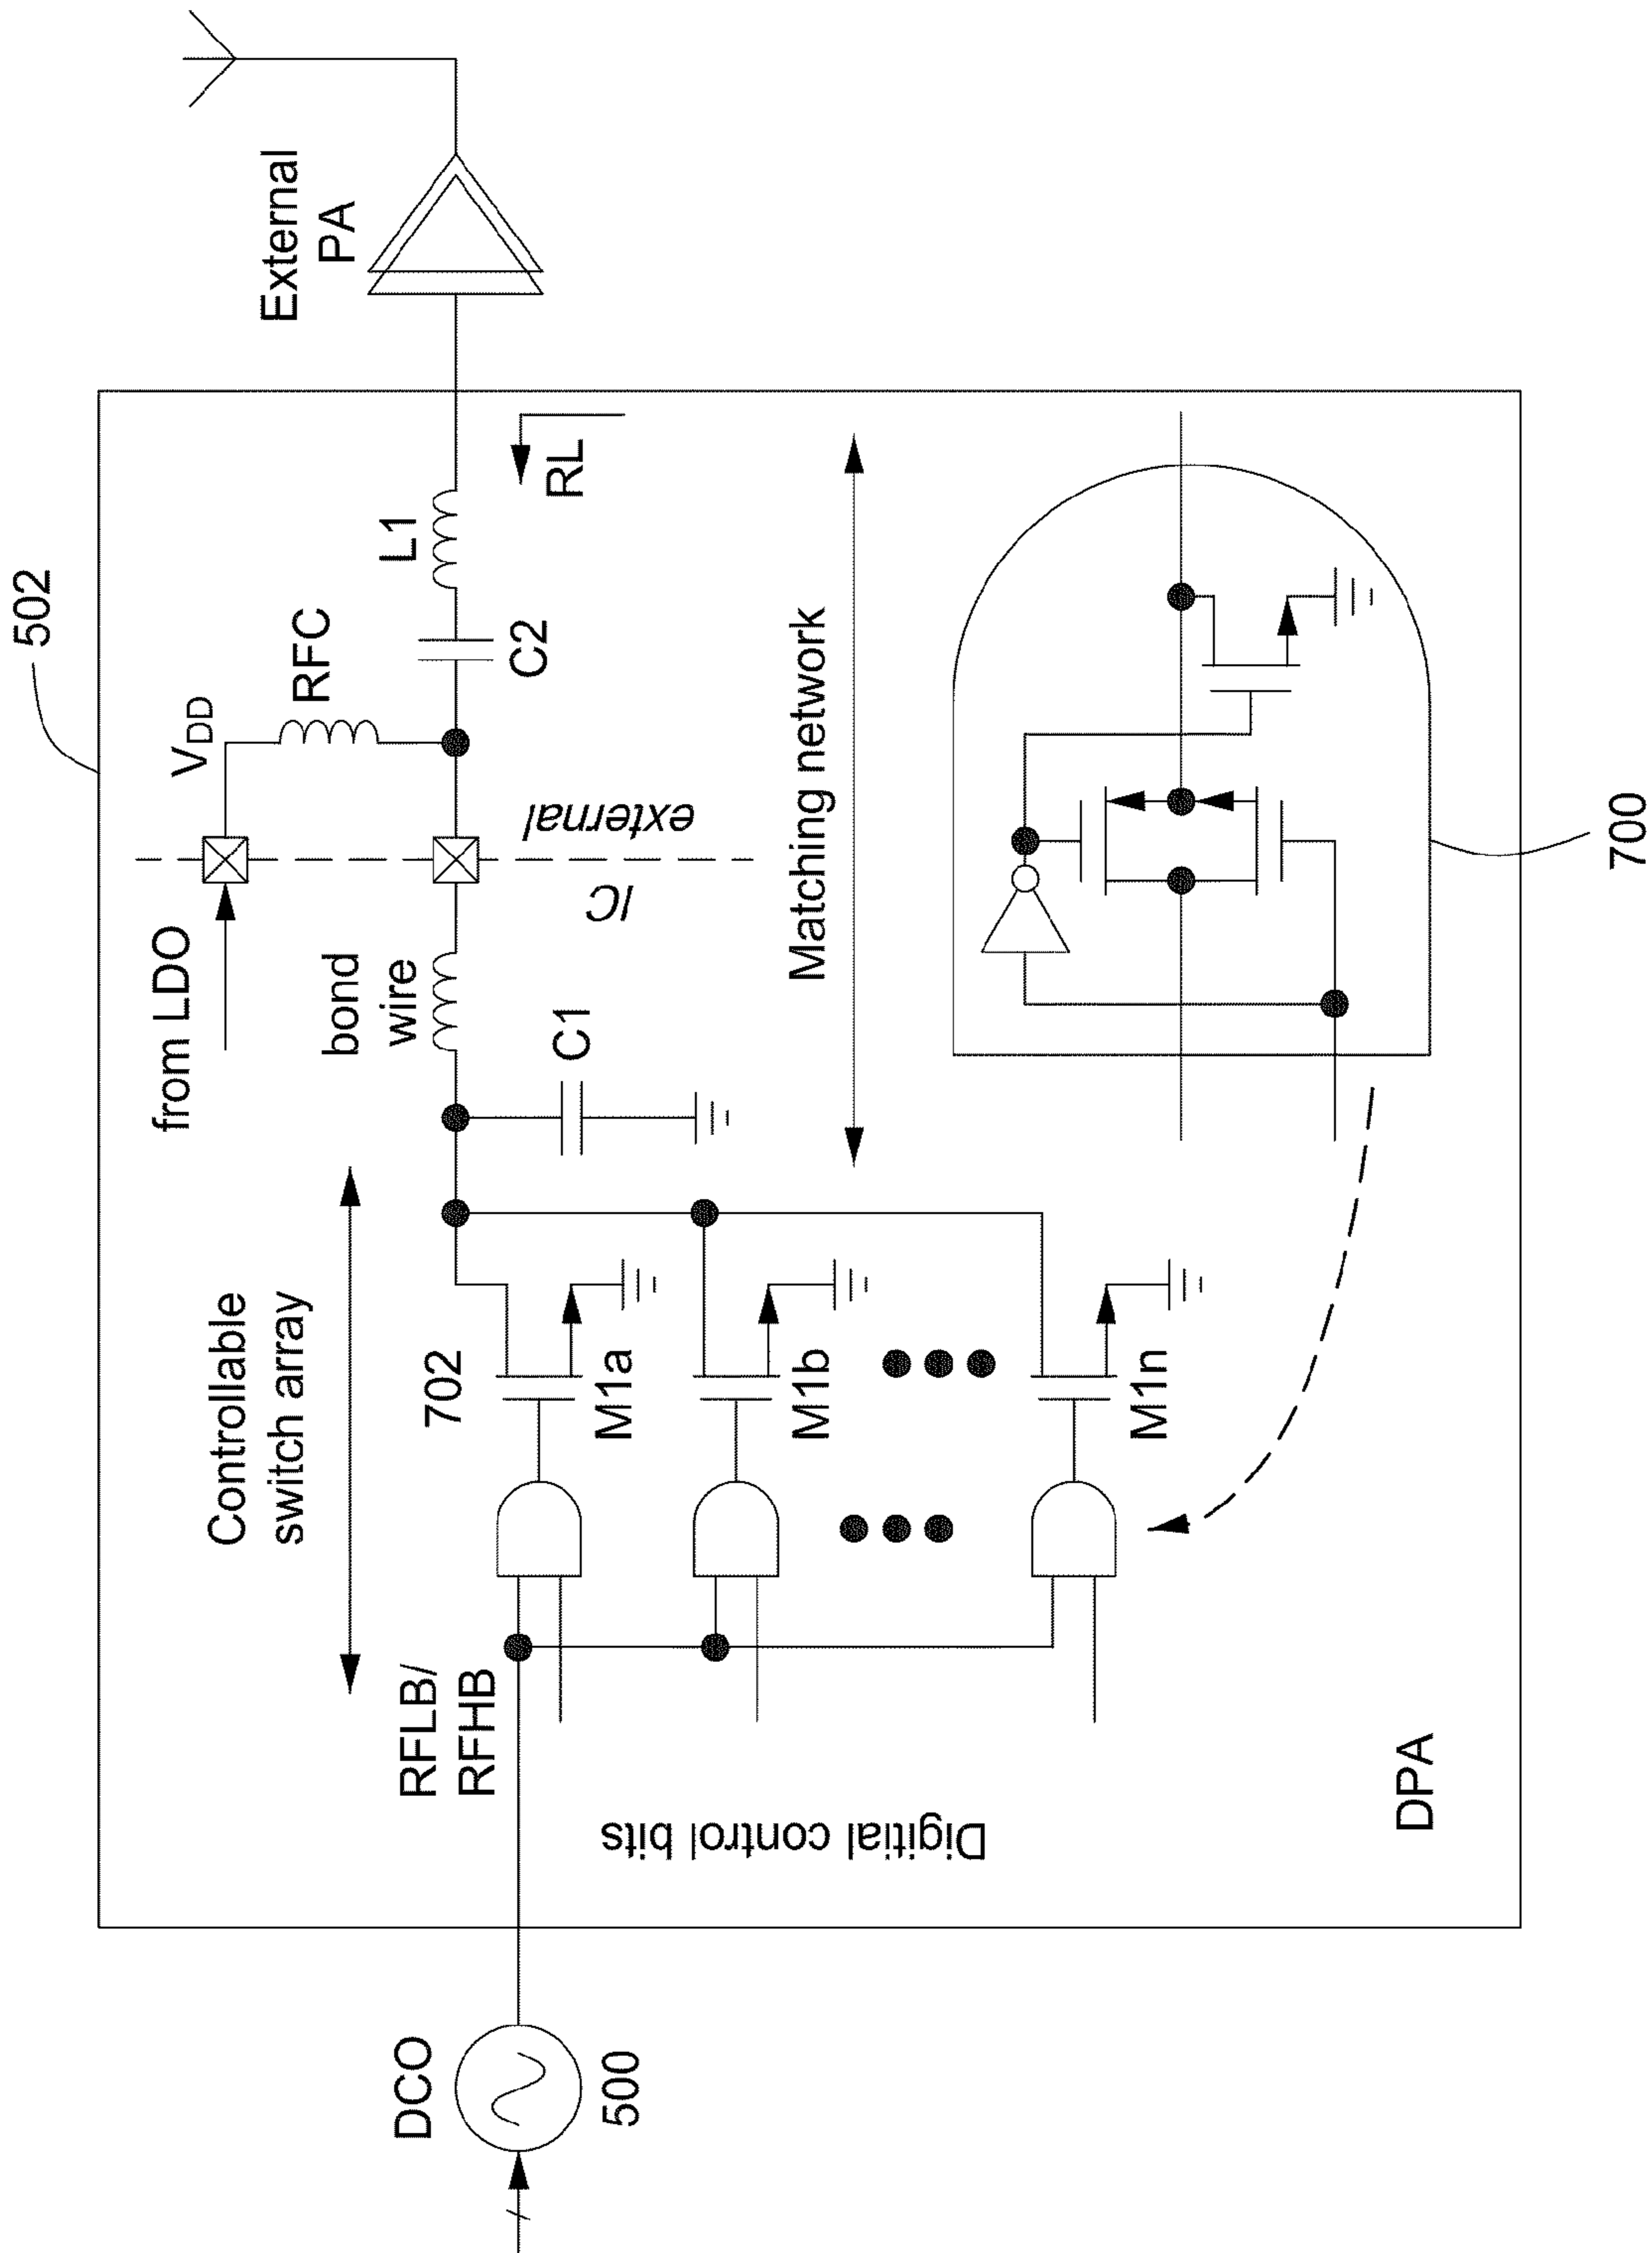 502
External
PA
V_DD
RFC
from LDO
L1
C2
RL
bond
wire
external
IC
C1
Controllable
switch array
702
M1a
M1b
M1n
Matching network
700
RFLB/
RFHB
Digitial control bits
DPA
DCO
500